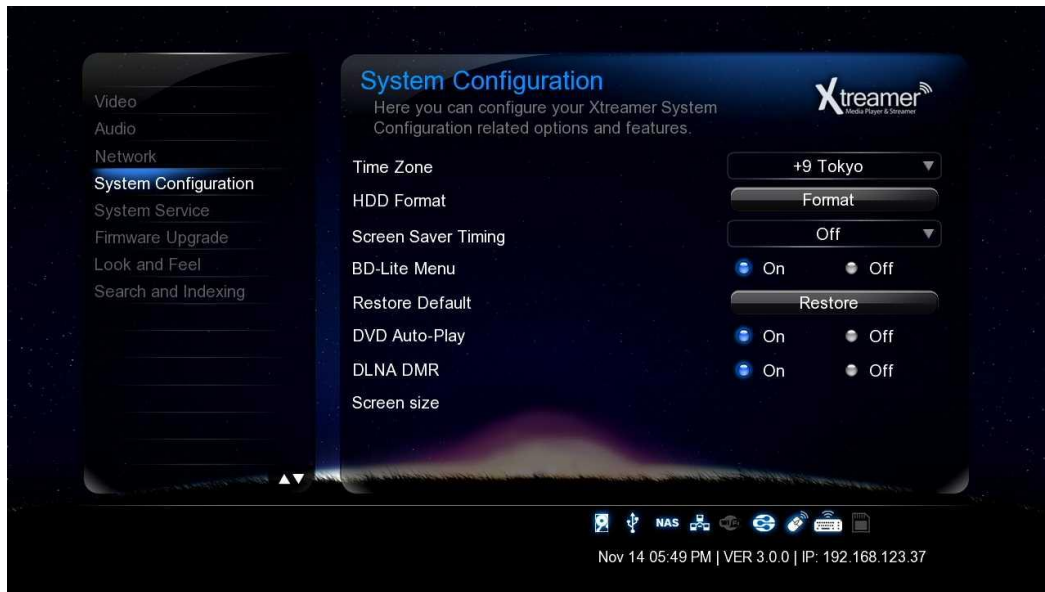 Video
Audio
Network
System Configuration
System Service
Firmware Upgrade
Look and Feel
Search and Indexing
System Configuration
Here you can configure your Xtreamer System
Configuration related options and features.
Xtreamer
Media Player & Streamer
Time Zone +9 Tokyo
HDD Format Format
Screen Saver Timing Off
BD-Lite Menu On Off
Restore Default Restore
DVD Auto-Play On Off
DLNA DMR On Off
Screen size
NAS
Nov 14 05:49 PM | VER 3.0.0 | IP: 192.168.123.37